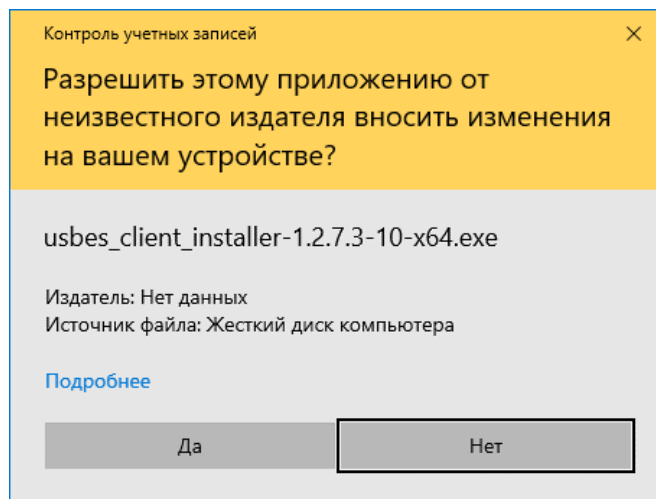 Контроль учетных записей
Разрешить этому приложению от
неизвестного издателя вносить изменения
на вашем устройстве?
usbes_client_installer-1.2.7.3-10-x64.exe
Издатель: Нет данных
Источник файла: Жесткий диск компьютера
Подробнее
Да
Нет